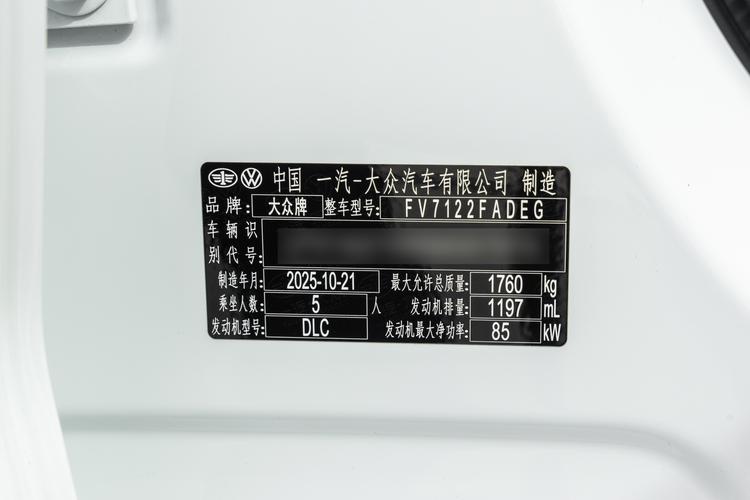 中国 一汽-大众汽车有限公司 制造
品牌: 大众牌 整车型号: FV7122FADEG
车辆识
别代号:
制造年月: 2025-10-21 最大允许总质量: 1760 kg
乘坐人数: 5 人 发动机排量: 1197 mL
发动机型号: DLC 发动机最大净功率: 85 kW